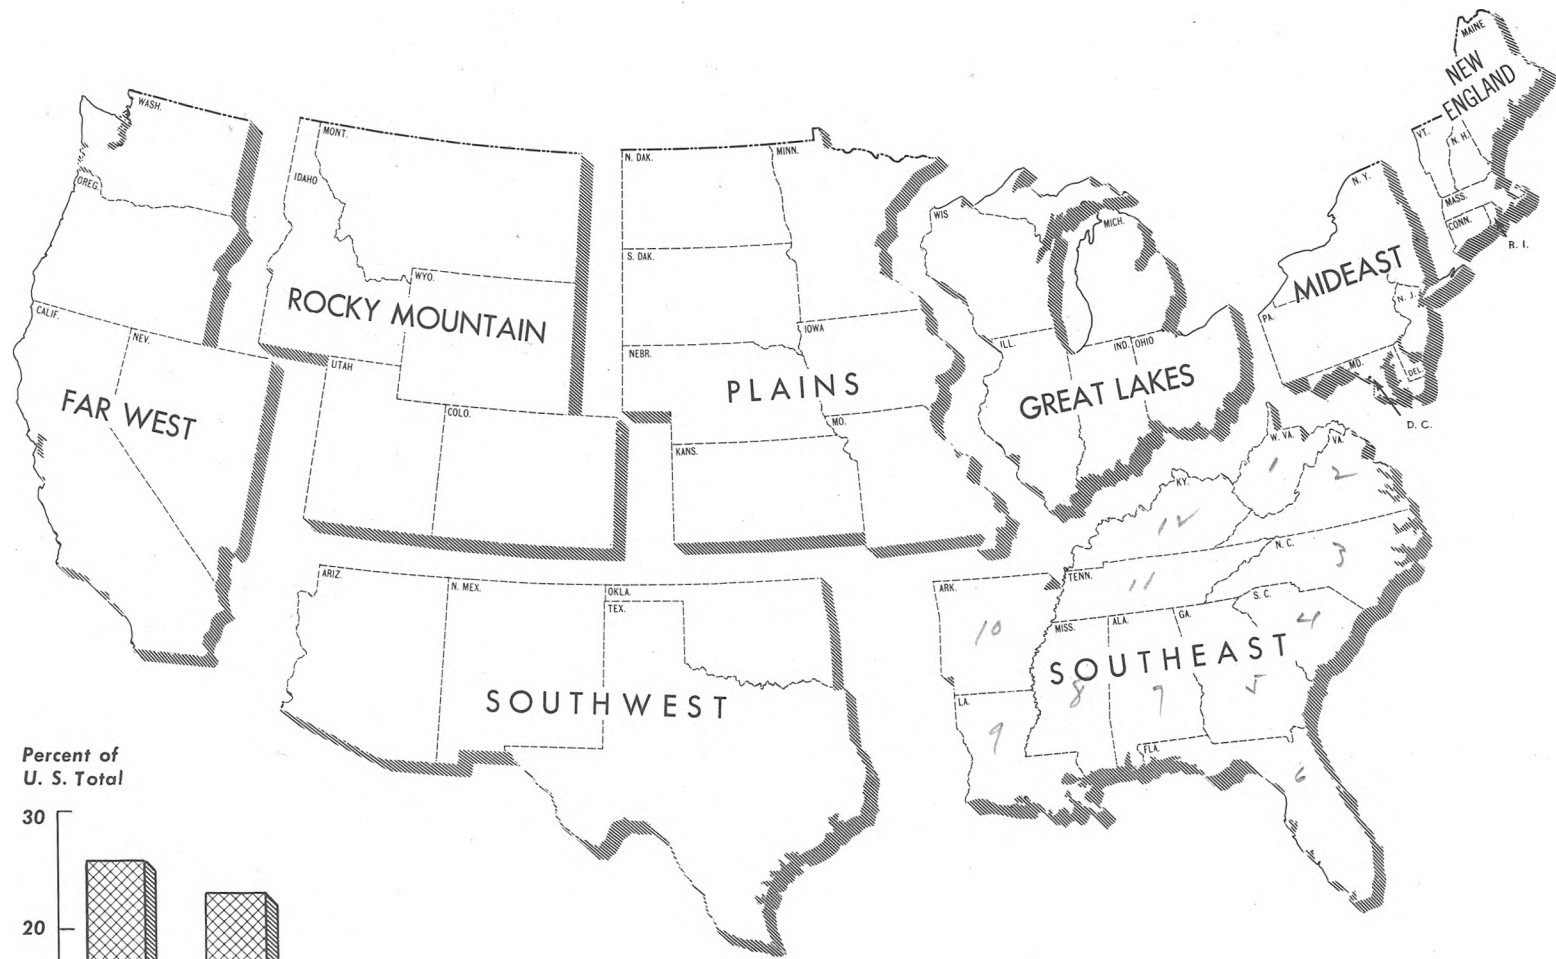 MAINE
NEW
ENGLAND
VT.
N. H.
MASS.
CONN.
R. I.
WASH.
OREG.
CALIF.
NEV.
FAR WEST
MONT.
IDAHO
WYO.
ROCKY MOUNTAIN
UTAH
COLO.
N. DAK.
MINN.
S. DAK.
IOWA
NEBR.
PLAINS
MO.
KANS.
WIS
MICH.
ILL.
IND.
OHIO
GREAT LAKES
N. Y.
MIDEAST
N. J.
PA.
MD.
DEL
D. C.
W. VA.
VA.
1
2
KY.
12
N. C.
3
TENN.
11
ARK.
10
S. C.
4
MISS.
ALA.
GA.
SOUTHEAST
8
7
5
LA.
9
FLA.
6
ARIZ.
N. MEX.
OKLA.
TEX.
SOUTHWEST
Percent of
U. S. Total
30
20